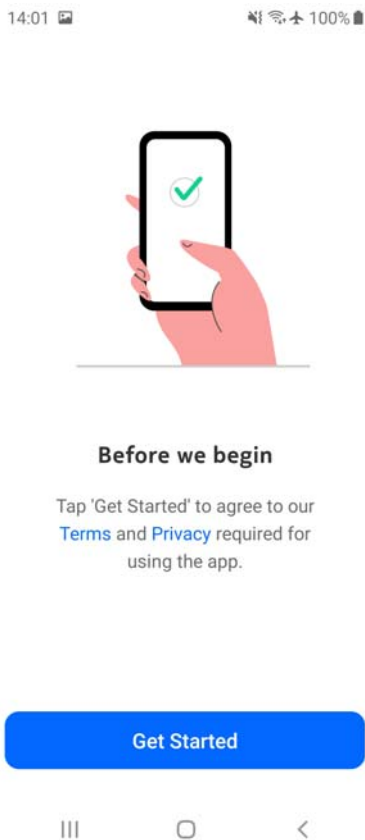 14:01
100%
Before we begin
Tap 'Get Started' to agree to our
Terms and Privacy required for
using the app.
Get Started